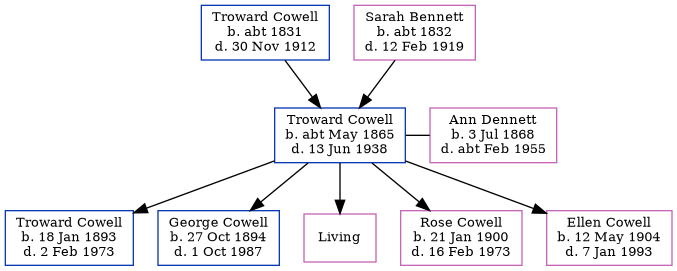 Troward Cowell
b. abt 1831
d. 30 Nov 1912
Sarah Bennett
b. abt 1832
d. 12 Feb 1919
Troward Cowell
b. abt May 1865
d. 13 Jun 1938
Ann Dennett
b. 3 Jul 1868
d. abt Feb 1955
Troward Cowell
b. 18 Jan 1893
d. 2 Feb 1973
George Cowell
b. 27 Oct 1894
d. 1 Oct 1987
Living
Rose Cowell
b. 21 Jan 1900
d. 16 Feb 1973
Ellen Cowell
b. 12 May 1904
d. 7 Jan 1993